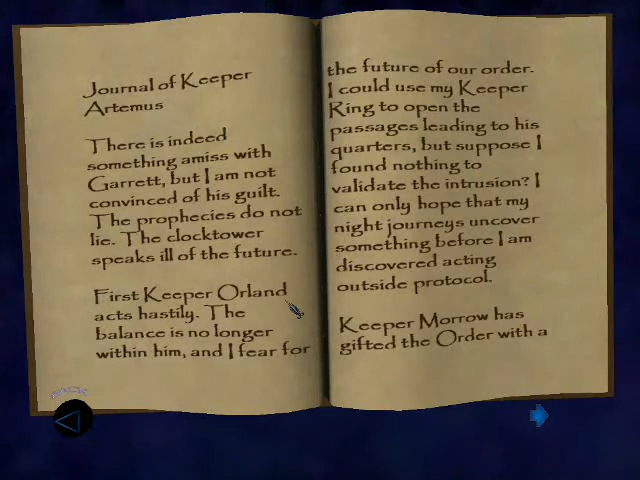 Journal of Keeper
Artemus
There is indeed
something amiss with
Garrett, but I am not
convinced of his guilt.
The prophecies do not
lie. The clocktower
speaks ill of the future.
First Keeper Orland
acts hastily. The
balance is no longer
within him, and I fear for
the future of our order.
I could use my Keeper
Ring to open the
passages leading to his
quarters, but suppose I
found nothing to
validate the intrusion? I
can only hope that my
night journeys uncover
something before I am
discovered acting
outside protocol.
Keeper Morrow has
gifted the Order with a